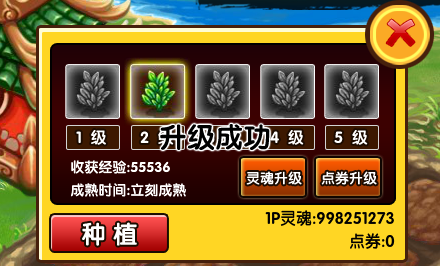 1 级 2 升级成功 4 级 5 级
收获经验:55536
成熟时间:立刻成熟
灵魂升级 点券升级
种植
1P灵魂:998251273
点券:0